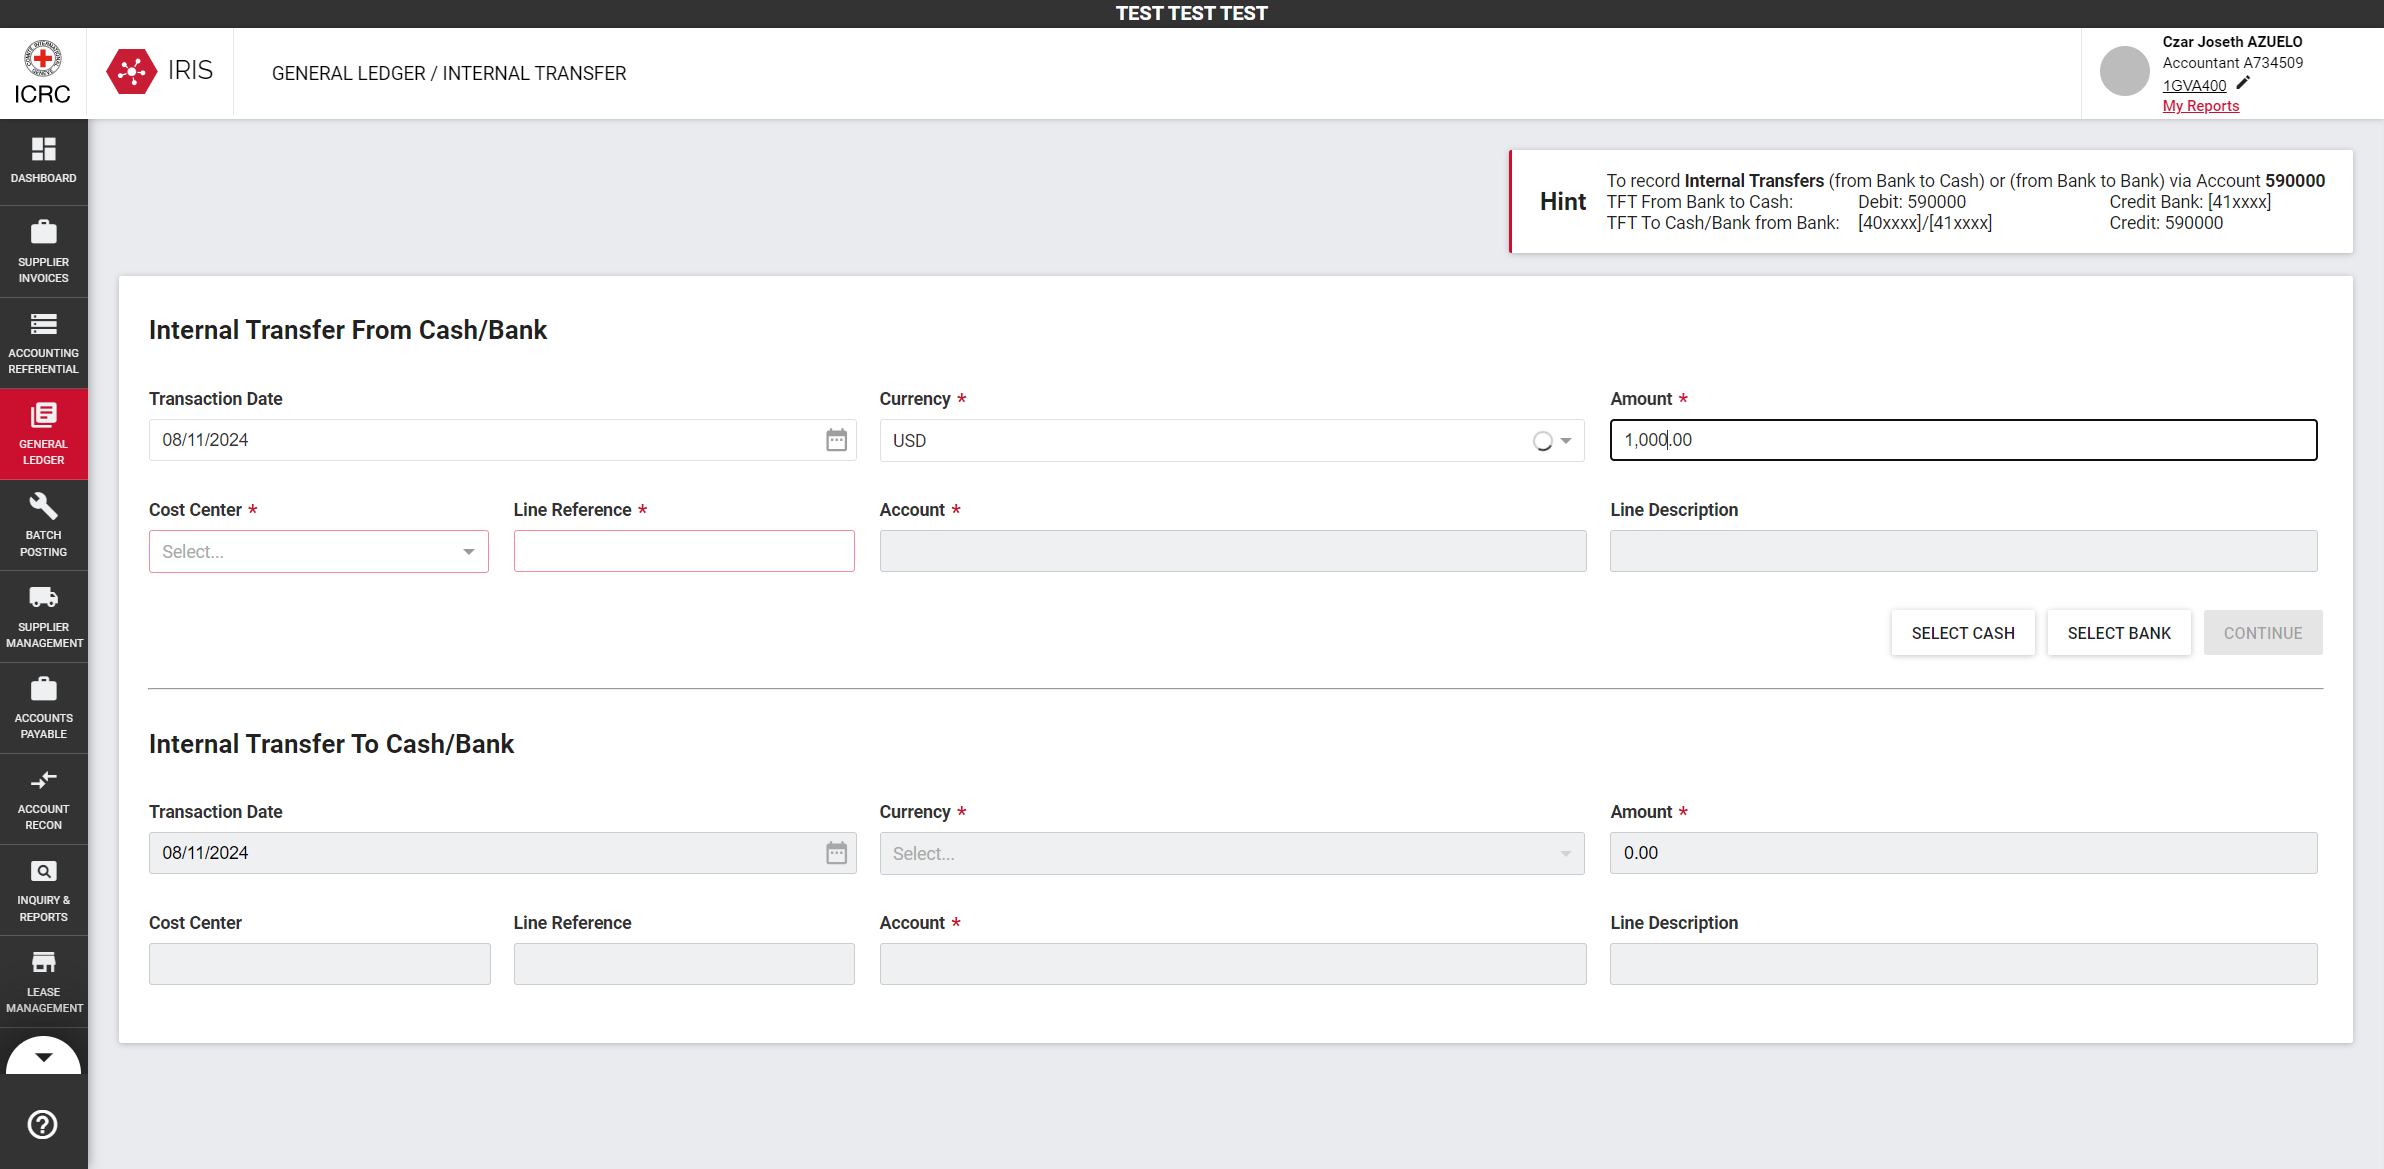 TEST TEST TEST
ICRC
IRIS
GENERAL LEDGER / INTERNAL TRANSFER
Czar Joseth AZUELO
Accountant A734509
1GVA400
My Reports
DASHBOARD
SUPPLIER
INVOICES
ACCOUNTING
REFERENTIAL
GENERAL
LEDGER
BATCH
POSTING
SUPPLIER
MANAGEMENT
ACCOUNTS
PAYABLE
ACCOUNT
RECON
INQUIRY &
REPORTS
LEASE
MANAGEMENT
Hint
To record Internal Transfers (from Bank to Cash) or (from Bank to Bank) via Account 590000
TFT From Bank to Cash: Debit: 590000 Credit Bank: [41xxxx]
TFT To Cash/Bank from Bank: [40xxxx]/[41xxxx] Credit: 590000
Internal Transfer From Cash/Bank
Transaction Date Currency * Amount *
08/11/2024 USD 1,000.00
Cost Center * Line Reference * Account * Line Description
Select...
SELECT CASH SELECT BANK CONTINUE
Internal Transfer To Cash/Bank
Transaction Date Currency * Amount *
08/11/2024 Select... 0.00
Cost Center Line Reference Account * Line Description